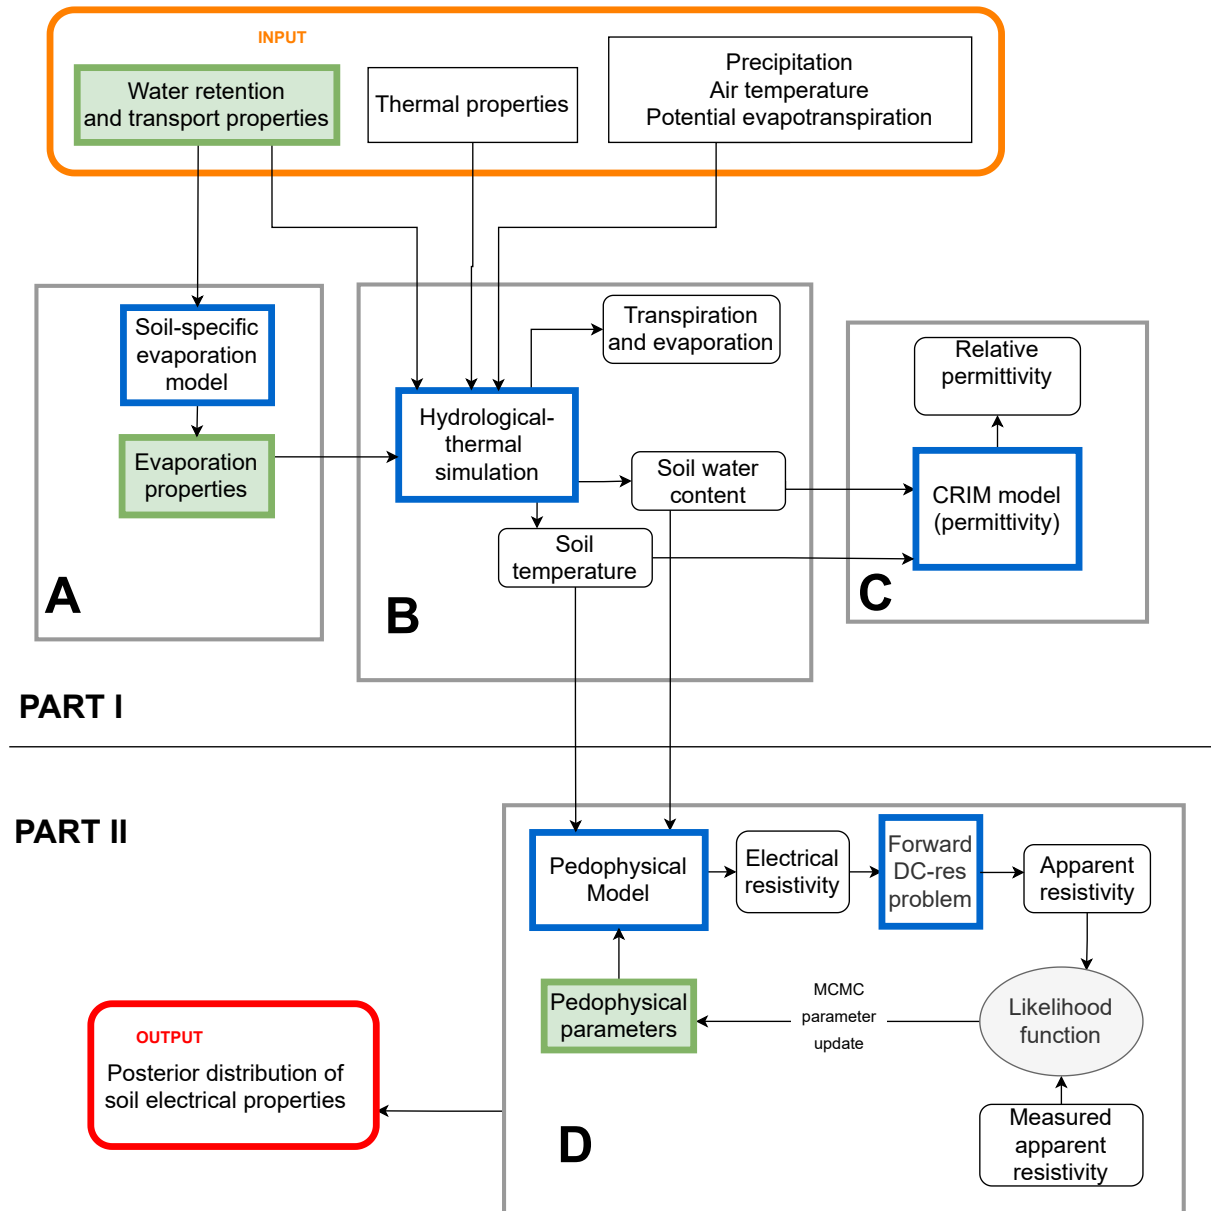 INPUT
Water retention
and transport properties
Thermal properties
Precipitation
Air temperature
Potential evapotranspiration
Soil-specific
evaporation
model
Evaporation
properties
A
Transpiration
and evaporation
Hydrological-
thermal
simulation
Soil water
content
Soil
temperature
B
Relative
permittivity
CRIM model
(permittivity)
C
PART I
PART II
Pedophysical
Model
Electrical
resistivity
Forward
DC-res
problem
Apparent
resistivity
Pedophysical
parameters
MCMC
parameter
update
Likelihood
function
Measured
apparent
resistivity
D
OUTPUT
Posterior distribution of
soil electrical properties